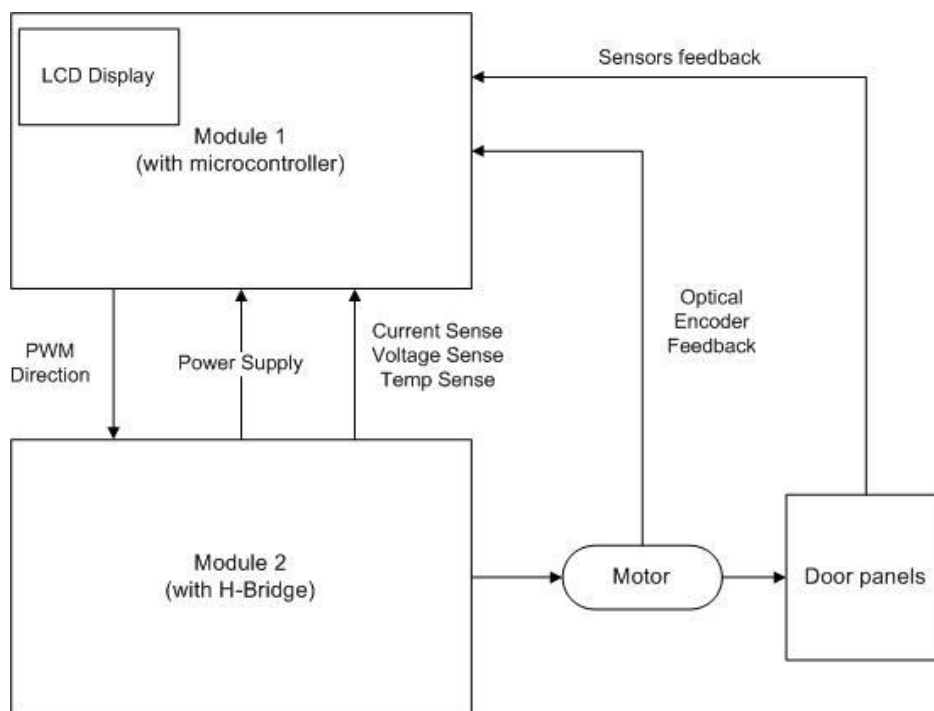 LCD Display
Module 1
(with microcontroller)
Sensors feedback
PWM
Direction
Power Supply
Current Sense
Voltage Sense
Temp Sense
Optical
Encoder
Feedback
Module 2
(with H-Bridge)
Motor
Door panels